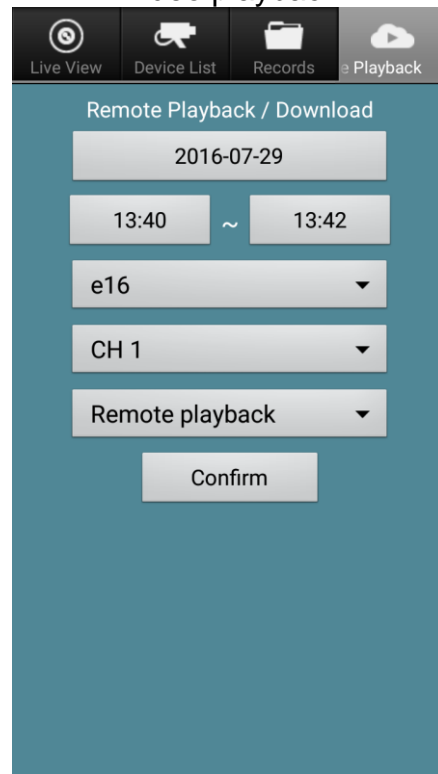 Live View Device List Records e Playback
Remote Playback / Download
2016-07-29
13:40 ~ 13:42
e16
CH 1
Remote playback
Confirm